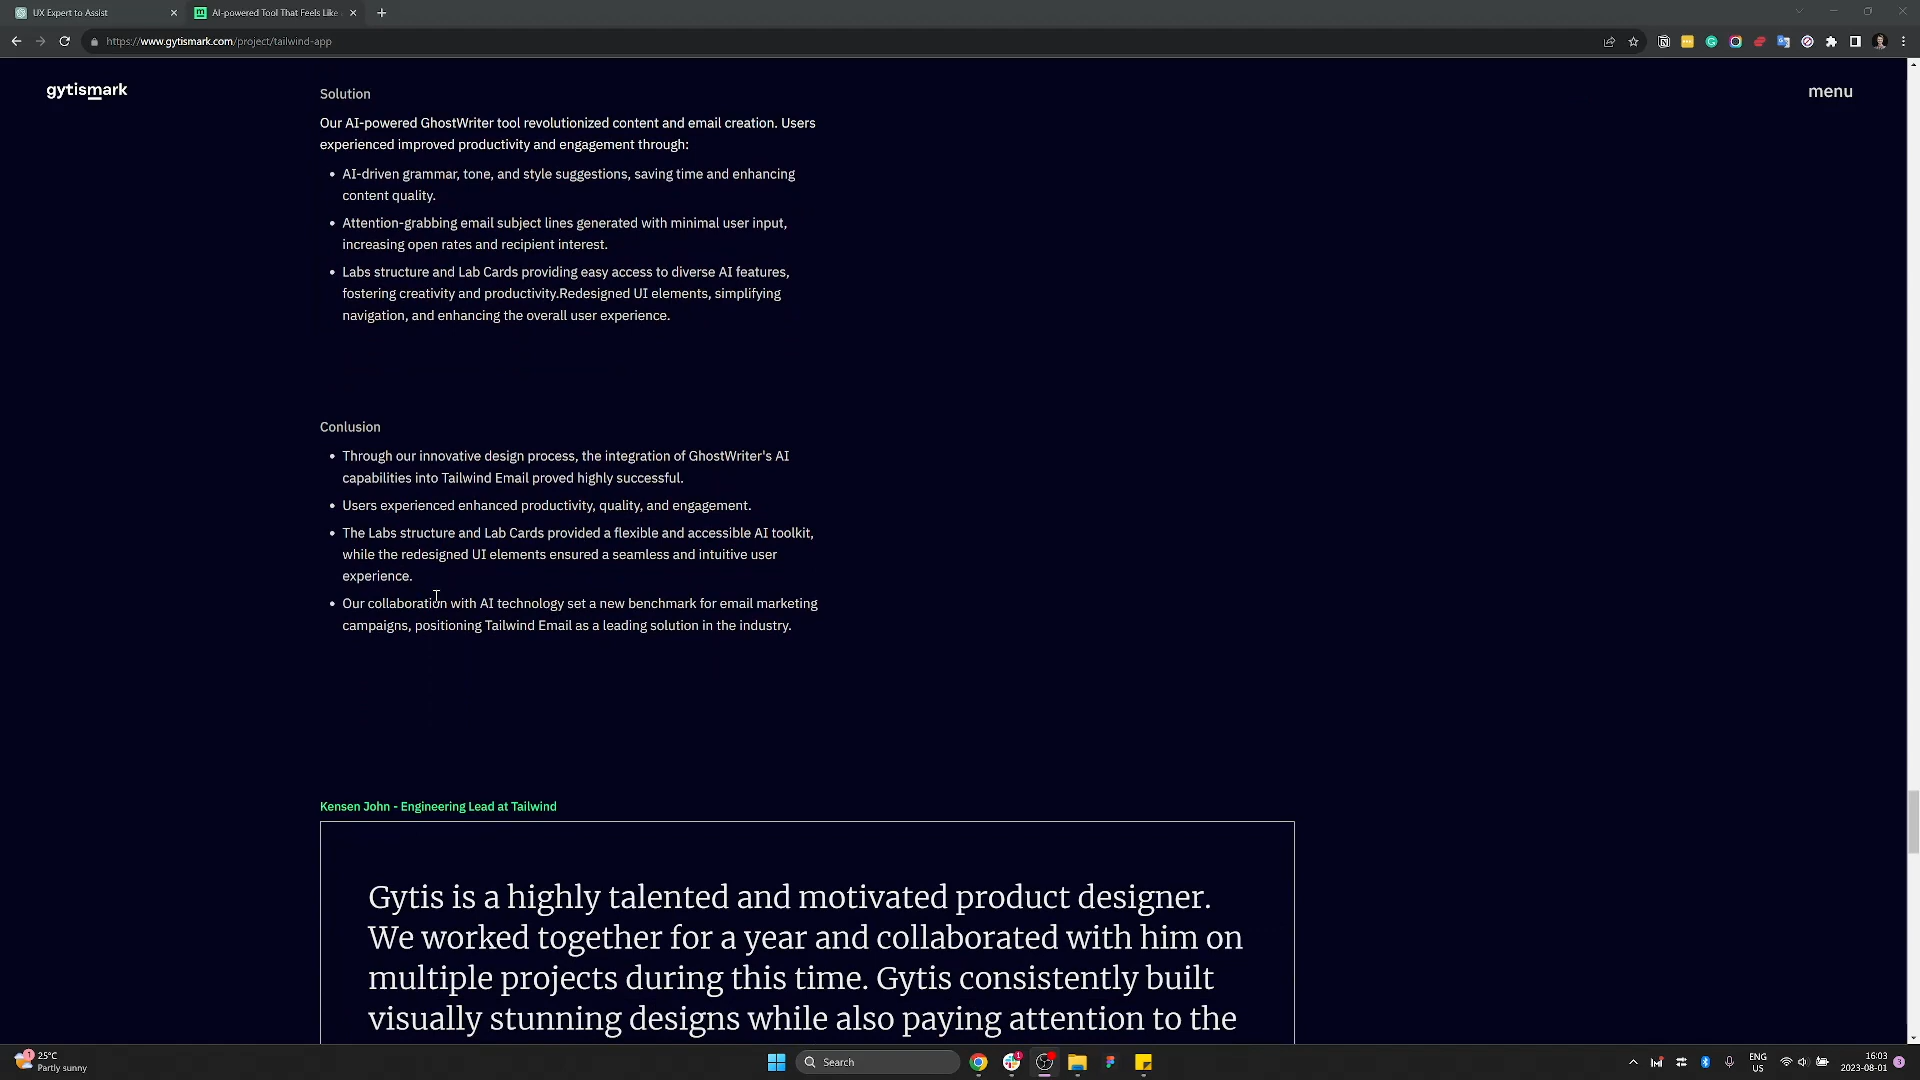 UX Expert to Assist
AI-powered Tool That Feels Like
https://www.gytismark.com/project/tailwind-app
gytismark
menu
Solution
Our AI-powered GhostWriter tool revolutionized content and email creation. Users
experienced improved productivity and engagement through:
• AI-driven grammar, tone, and style suggestions, saving time and enhancing
content quality.
• Attention-grabbing email subject lines generated with minimal user input,
increasing open rates and recipient interest.
• Labs structure and Lab Cards providing easy access to diverse AI features,
fostering creativity and productivity.Redesigned UI elements, simplifying
navigation, and enhancing the overall user experience.
Conlusion
• Through our innovative design process, the integration of GhostWriter's AI
capabilities into Tailwind Email proved highly successful.
• Users experienced enhanced productivity, quality, and engagement.
• The Labs structure and Lab Cards provided a flexible and accessible AI toolkit,
while the redesigned UI elements ensured a seamless and intuitive user
experience.
• Our collaboration with AI technology set a new benchmark for email marketing
campaigns, positioning Tailwind Email as a leading solution in the industry.
Kensen John - Engineering Lead at Tailwind
Gytis is a highly talented and motivated product designer.
We worked together for a year and collaborated with him on
multiple projects during this time. Gytis consistently built
visually stunning designs while also paying attention to the
1
25°C
Partly sunny
Search
1
ENG
US
16:03
2023-08-01
3